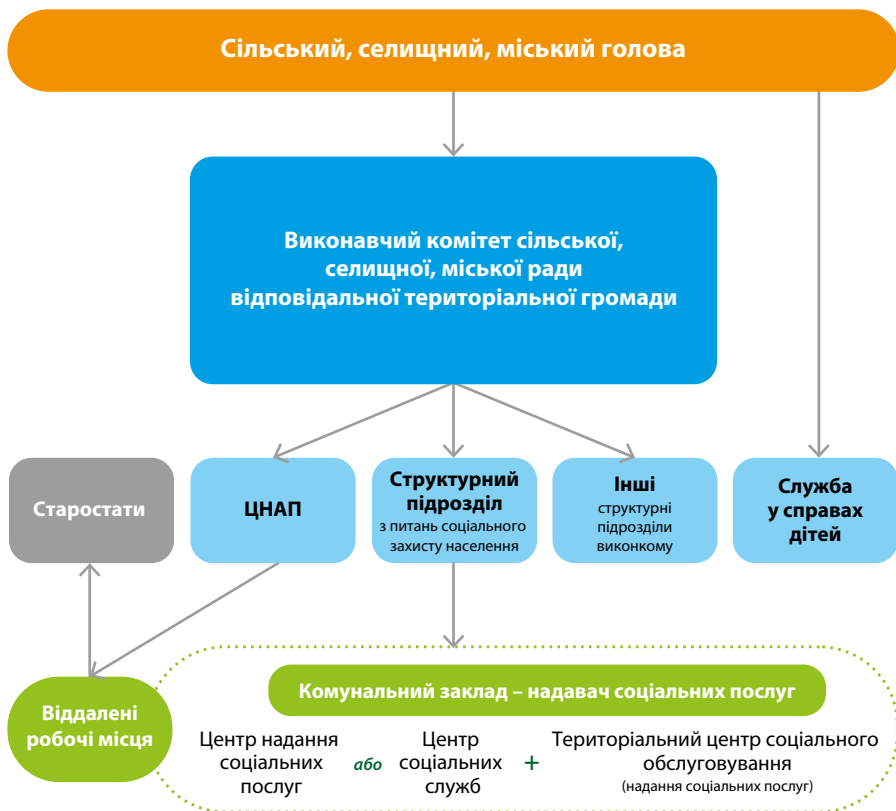 Сільський, селищний, міський голова
Виконавчий комітет сільської,
селищної, міської ради
відповідальної територіальної громади
Старостати
ЦНАП
Структурний
підрозділ
з питань соціального
захисту населення
Інші
структурні
підрозділи
виконкому
Служба
у справах
дітей
Віддалені
робочі місця
Комунальний заклад – надавач соціальних послуг
Центр надання
соціальних
послуг
або
Центр
соціальних
служб
+
Територіальний центр соціального
обслуговування
(надання соціальних послуг)